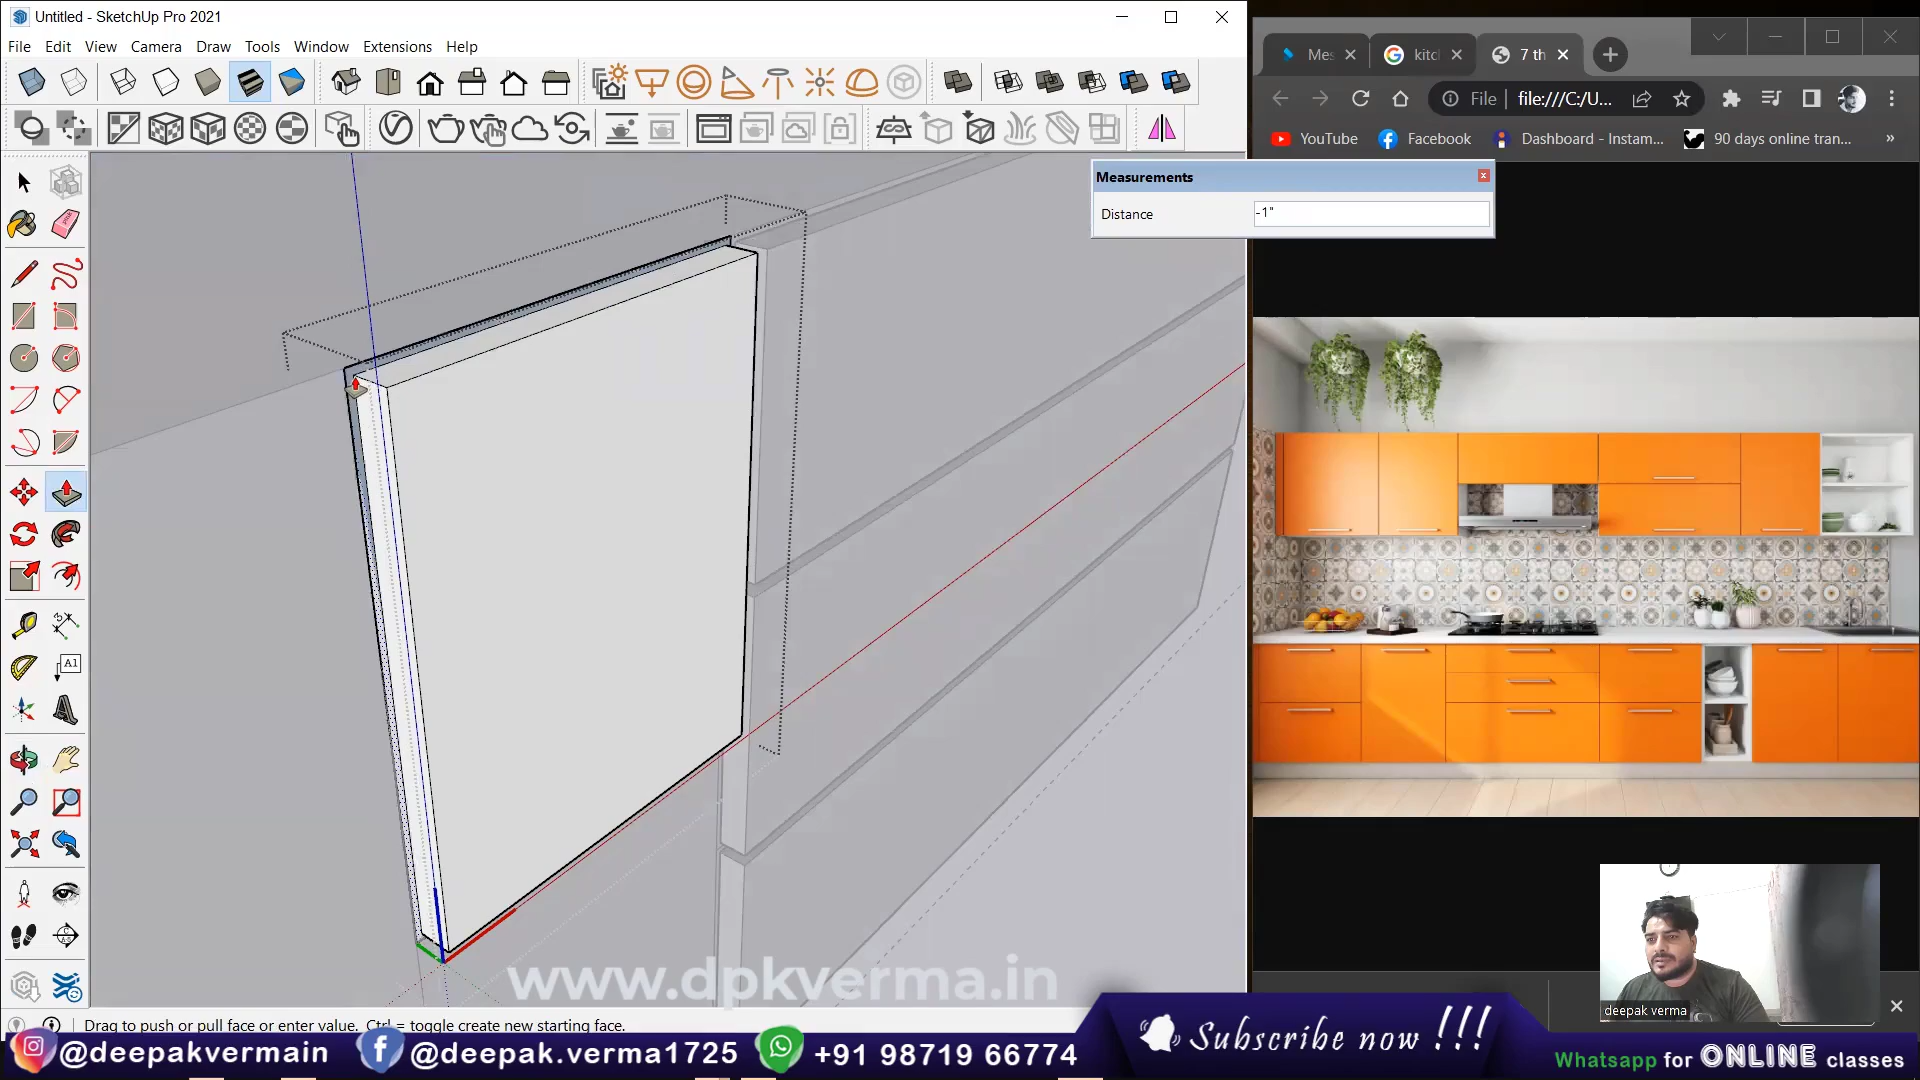 Untitled - SketchUp Pro 2021
File Edit View Camera Draw Tools Window Extensions Help
Measurements
Distance -1"
A1
Drag to push or pull face or enter value. Ctrl = toggle create new starting face.
Mes
kitc
7 th
File file:///C:/U...
YouTube Facebook Dashboard - Instam... 90 days online tran... »
deepak verma
www.dpkverma.in
@deepakvermain @deepak.verma1725 +91 98719 66774
Subscribe now !!!
Whatsapp for ONLINE classes